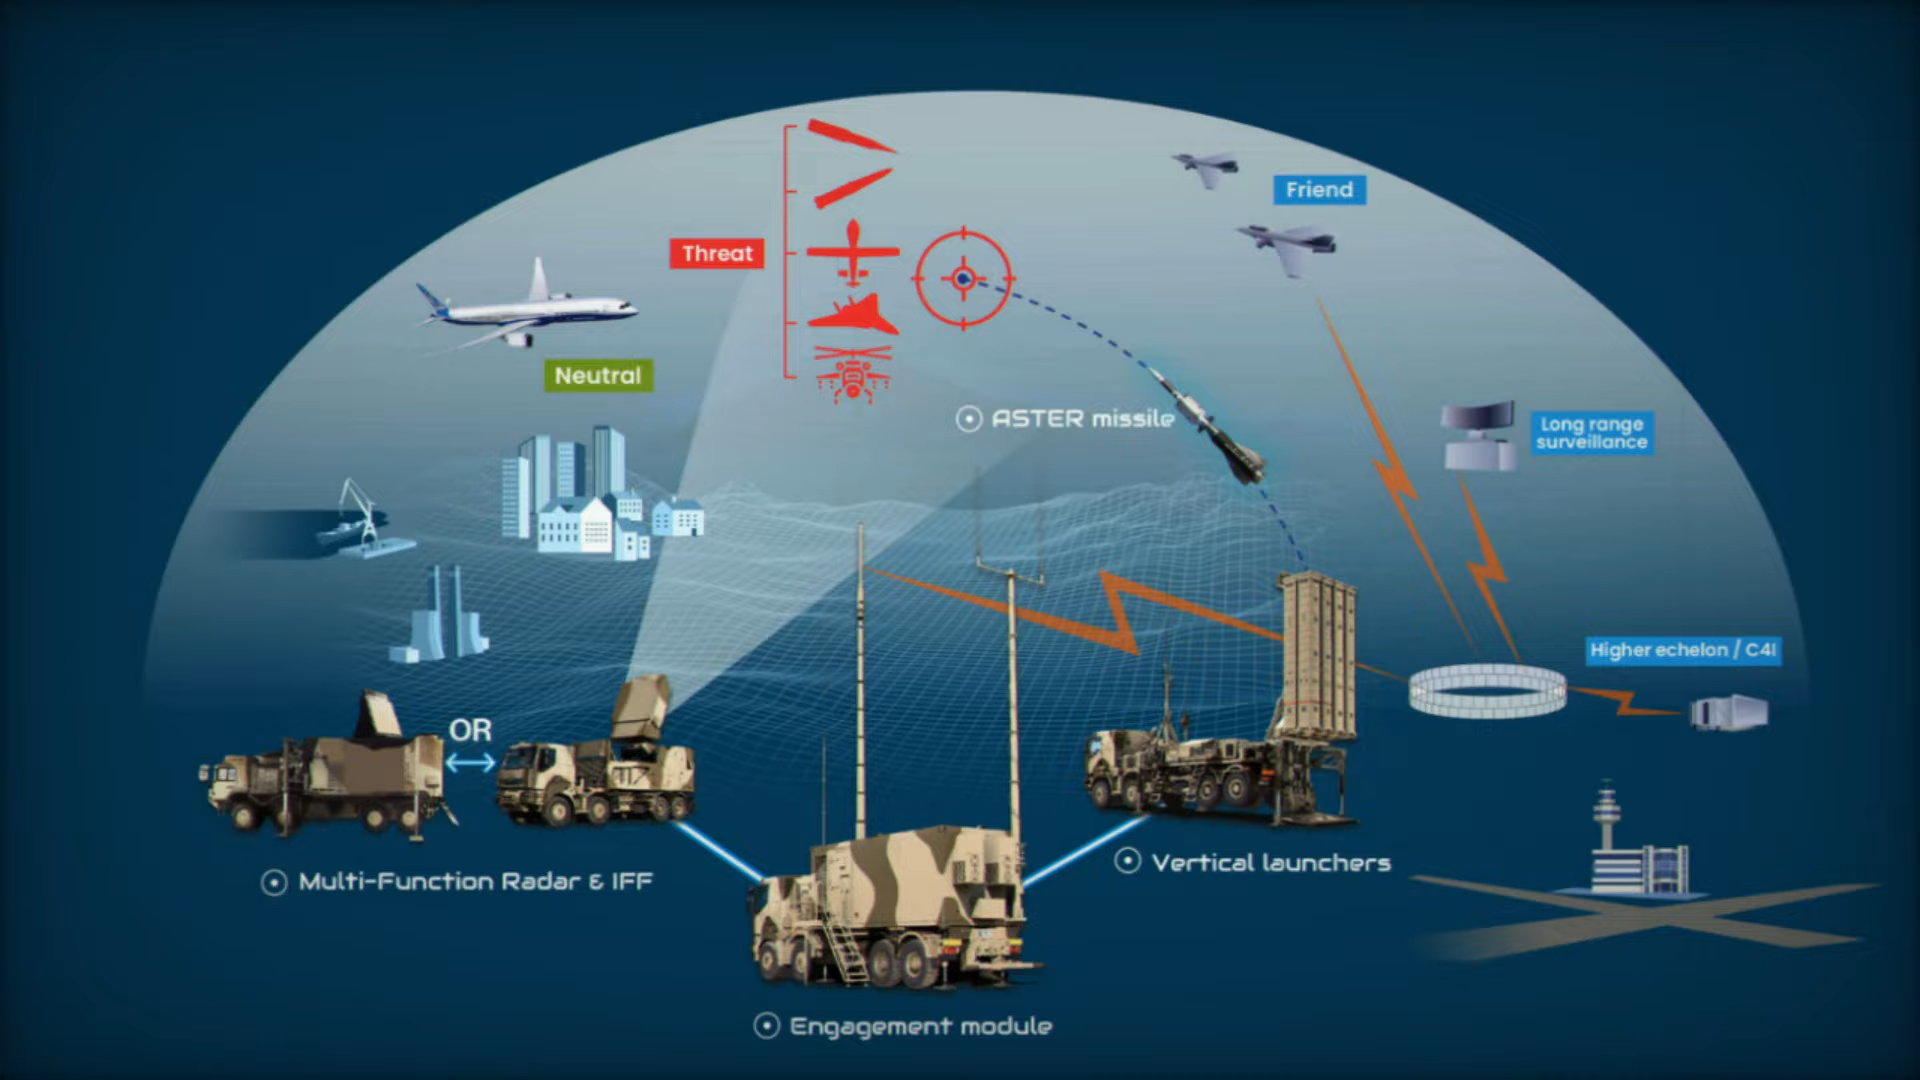 Friend
Threat
Neutral
ASTER missile
Long range
surveillance
Higher echelon / C4I
OR
Multi-Function Radar & IFF
Vertical launchers
Engagement module